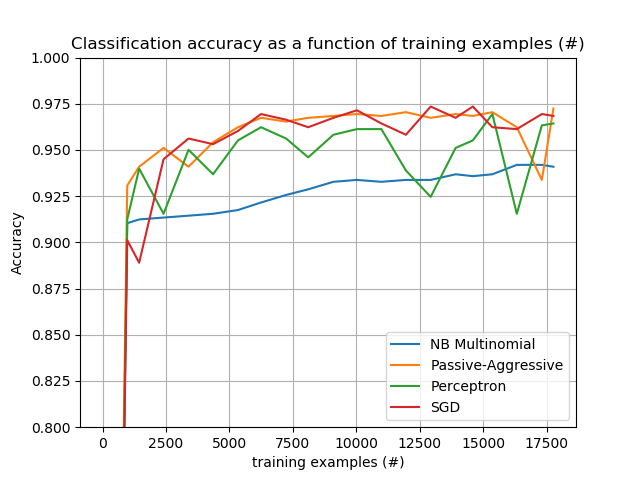 Classification accuracy as a function of training examples (#)
1.000
0.975
0.950
0.925
0.900
0.875
0.850
0.825
0.800
Accuracy
NB Multinomial
Passive-Aggressive
Perceptron
SGD
0 2500 5000 7500 10000 12500 15000 17500
training examples (#)